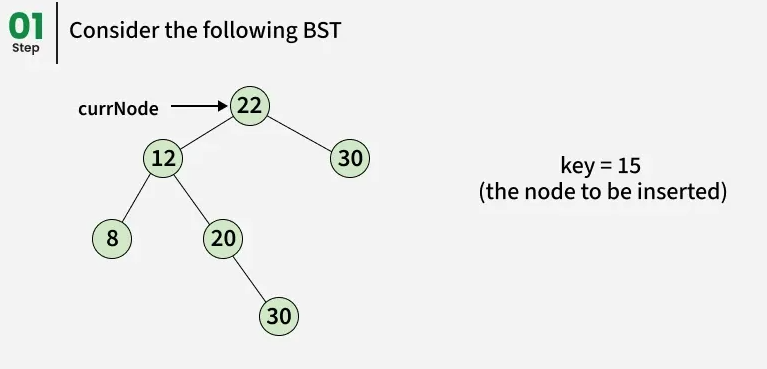 01
Step
Consider the following BST
currNode
22
12
30
key = 15
(the node to be inserted)
8
20
30